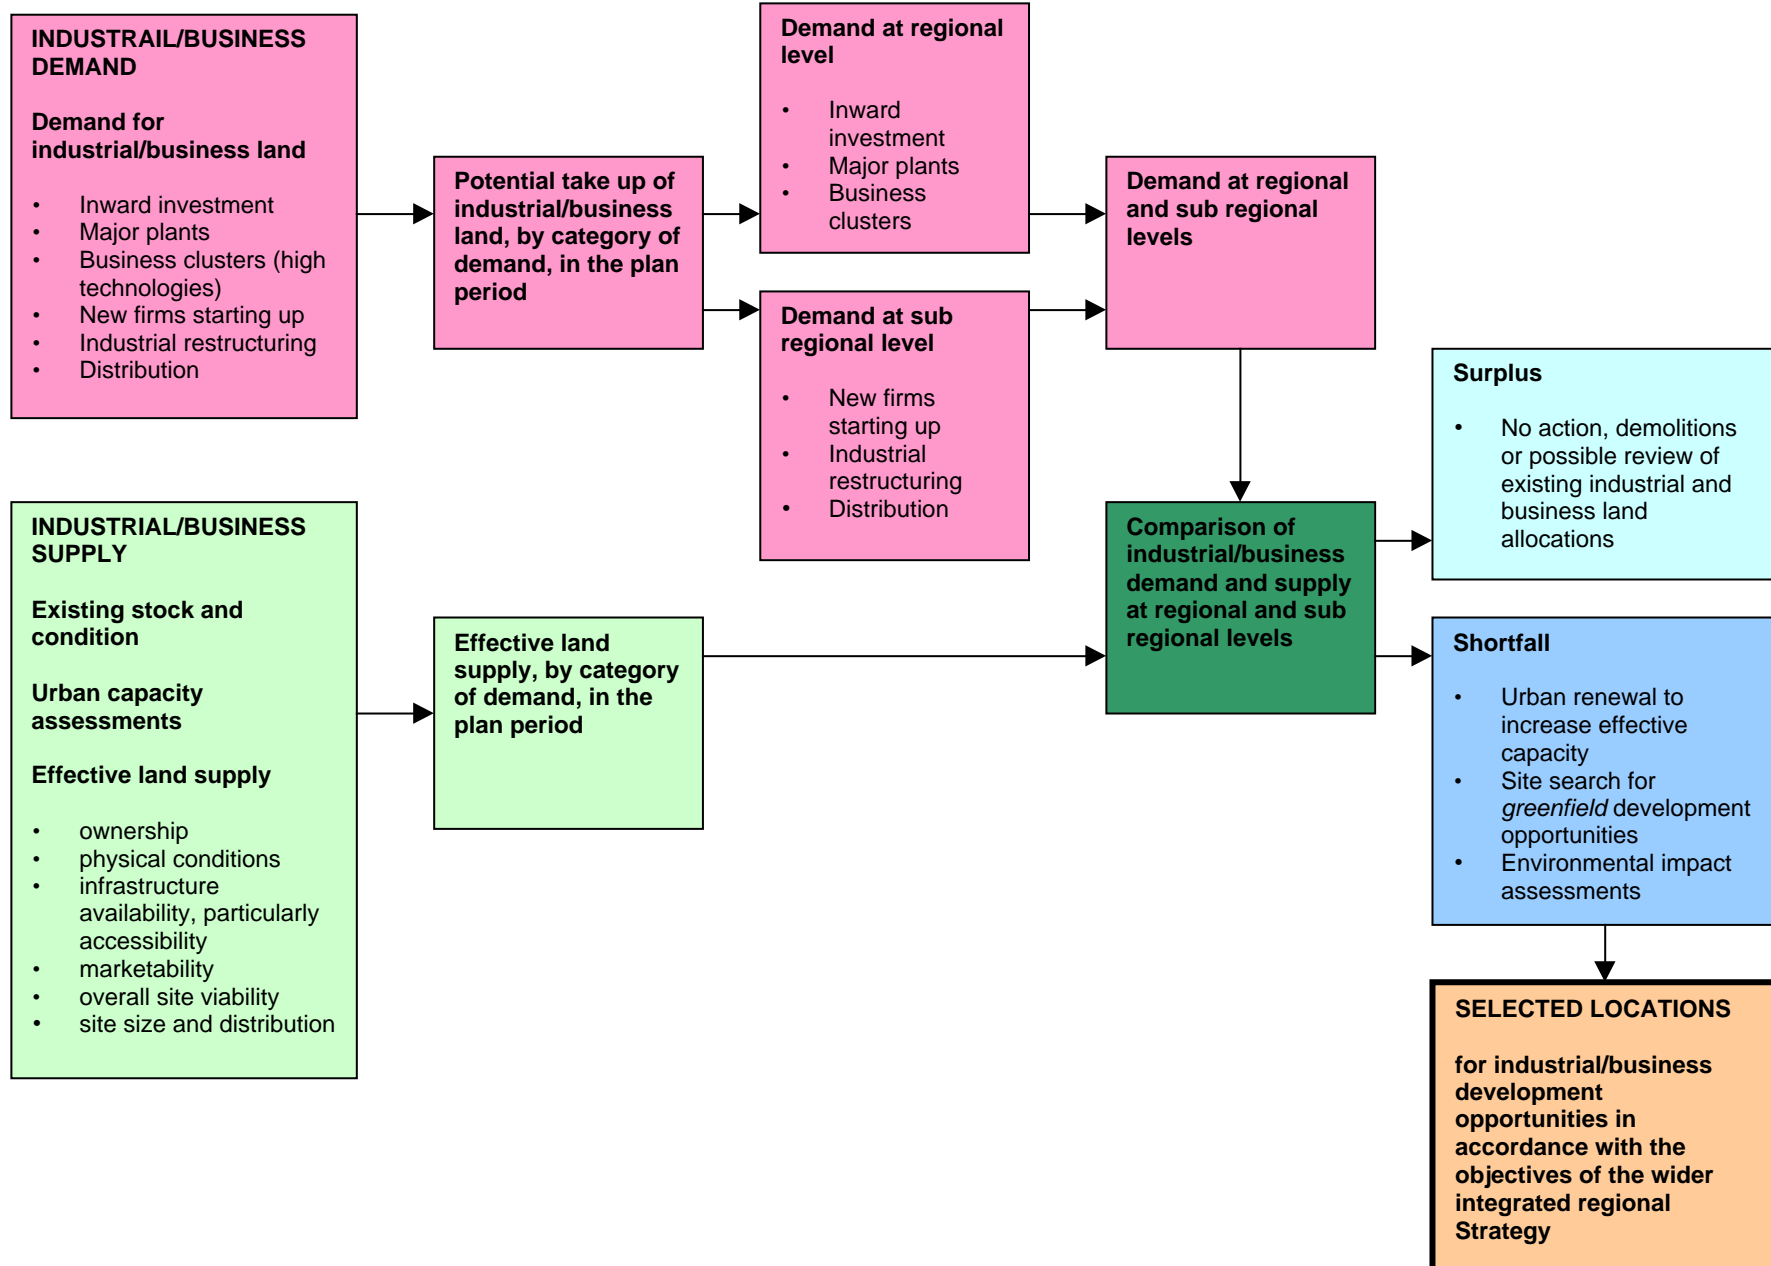 INDUSTRAIL/BUSINESS
DEMAND
Demand for
industrial/business land
• Inward investment
• Major plants
• Business clusters (high
technologies)
• New firms starting up
• Industrial restructuring
• Distribution
Potential take up of
industrial/business
land, by category of
demand, in the plan
period
Demand at regional
level
• Inward
investment
• Major plants
• Business
clusters
Demand at sub
regional level
• New firms
starting up
• Industrial
restructuring
• Distribution
Demand at regional
and sub regional
levels
INDUSTRIAL/BUSINESS
SUPPLY
Existing stock and
condition
Urban capacity
assessments
Effective land supply
• ownership
• physical conditions
• infrastructure
availability, particularly
accessibility
• marketability
• overall site viability
• site size and distribution
Effective land
supply, by category
of demand, in the
plan period
Comparison of
industrial/business
demand and supply
at regional and sub
regional levels
Surplus
• No action, demolitions
or possible review of
existing industrial and
business land
allocations
Shortfall
• Urban renewal to
increase effective
capacity
• Site search for
greenfield development
opportunities
• Environmental impact
assessments
SELECTED LOCATIONS
for industrial/business
development
opportunities in
accordance with the
objectives of the wider
integrated regional
Strategy